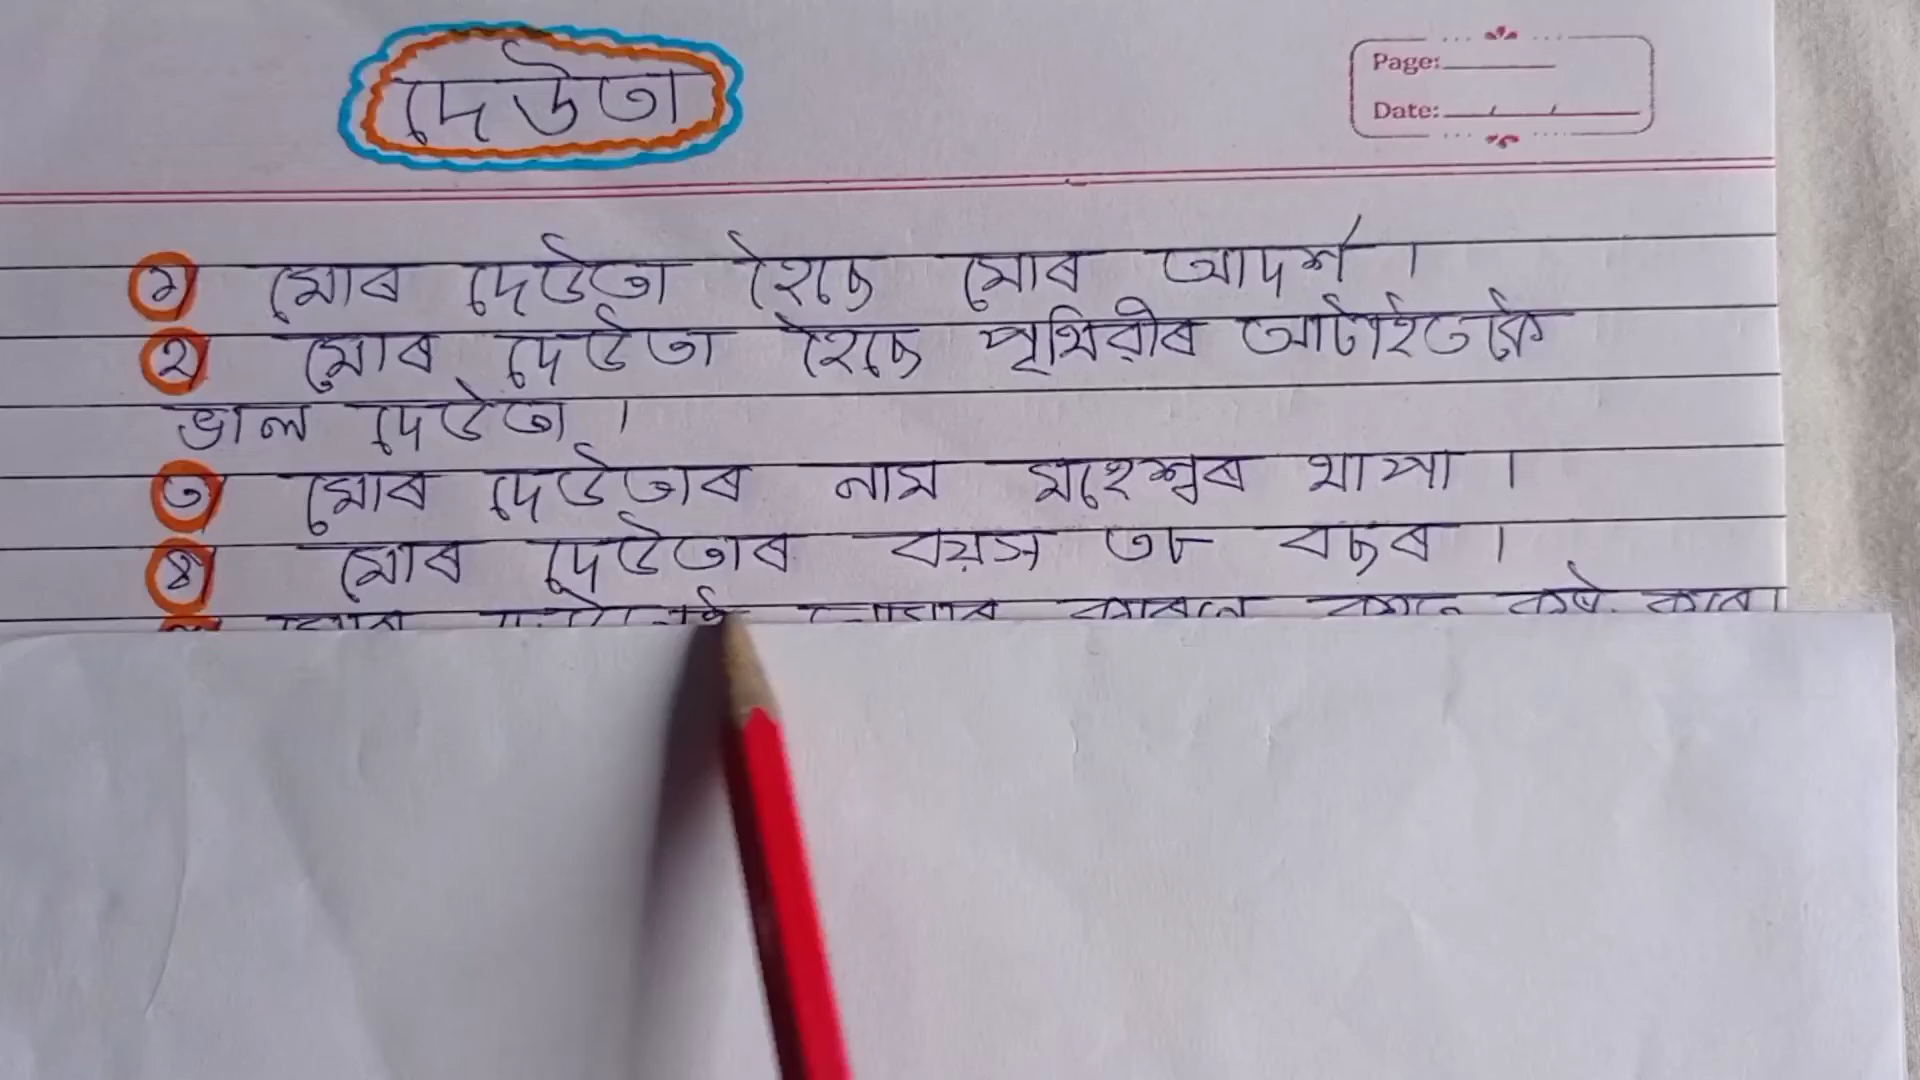 দেউতা
Page:
Date:
১ মোৰ দেউতা হৈছে মোৰ আদৰ্শ ।
২ মোৰ দেউতা হৈছে পৃথিৱীৰ আটাইতকৈ
ভাল দেউতা ।
৩ মোৰ দেউতাৰ নাম মহেশ্বৰ থাপা ।
৪ মোৰ দেউতাৰ বয়স ৩৮ বছৰ ।